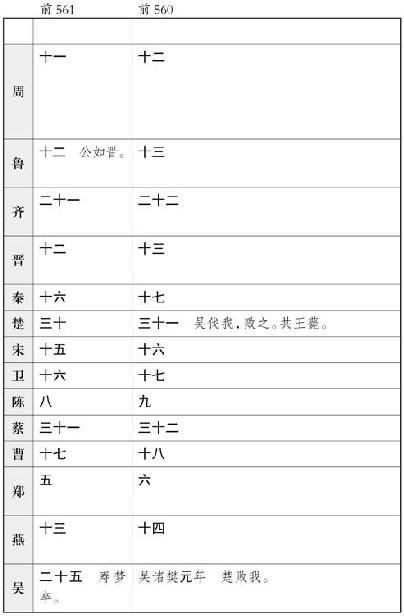 前561 前560
周 十一 十二
鲁 十二 公如晋。 十三
齐 二十一 二十二
晋 十二 十三
秦 十六 十七
楚 三十 三十一 吴伐我，败之。共王薨。
宋 十五 十六
卫 十六 十七
陈 八 九
蔡 三十一 三十二
曹 十七 十八
郑 五 六
燕 十三 十四
吴 二十五 寿梦 吴诸樊元年 楚败我。
卒。